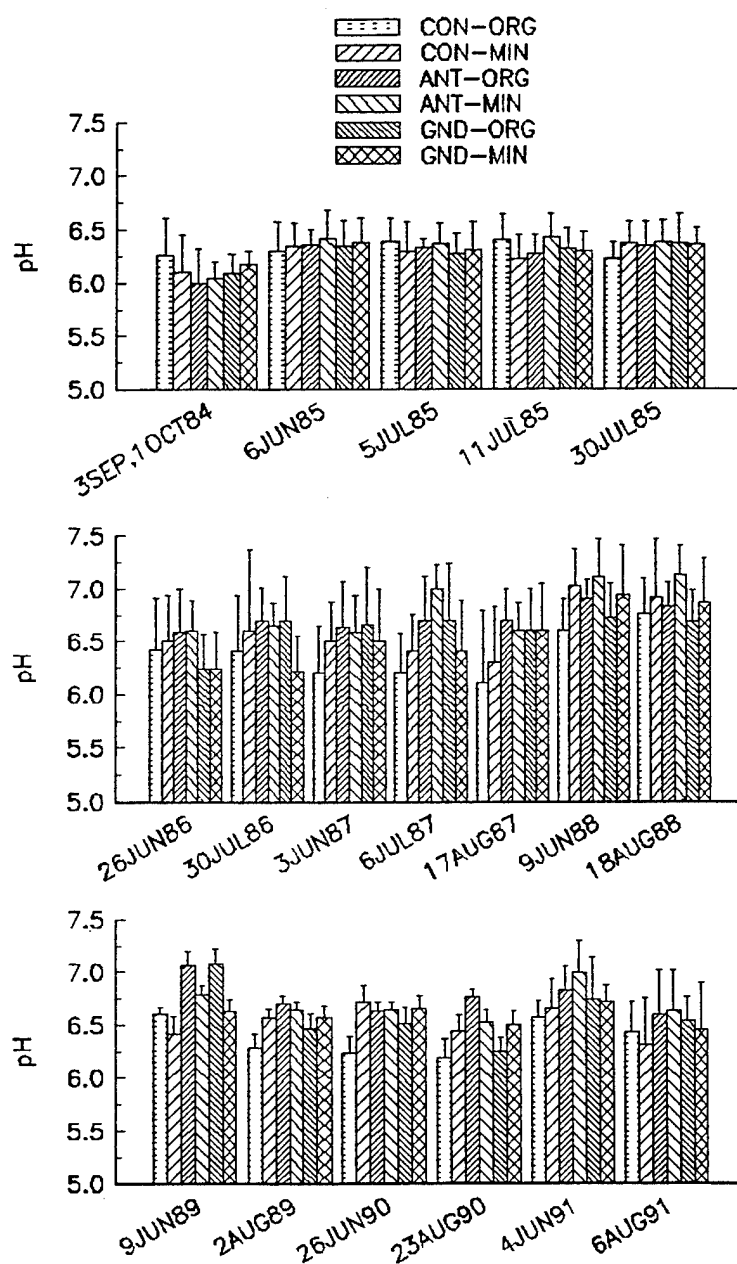 CON-ORG
CON-MIN
ANT-ORG
ANT-MIN
GND-ORG
GND-MIN
7.5
7.0
6.5
6.0
5.5
5.0
pH
3SEP,1OCT84
6JUN85
5JUL85
11JUL85
30JUL85
7.5
7.0
6.5
6.0
5.5
5.0
pH
26JUN86
30JUL86
3JUN87
6JUL87
17AUG87
9JUN88
18AUG88
7.5
7.0
6.5
6.0
5.5
5.0
pH
9JUN89
2AUG89
26JUN90
23AUG90
4JUN91
6AUG91